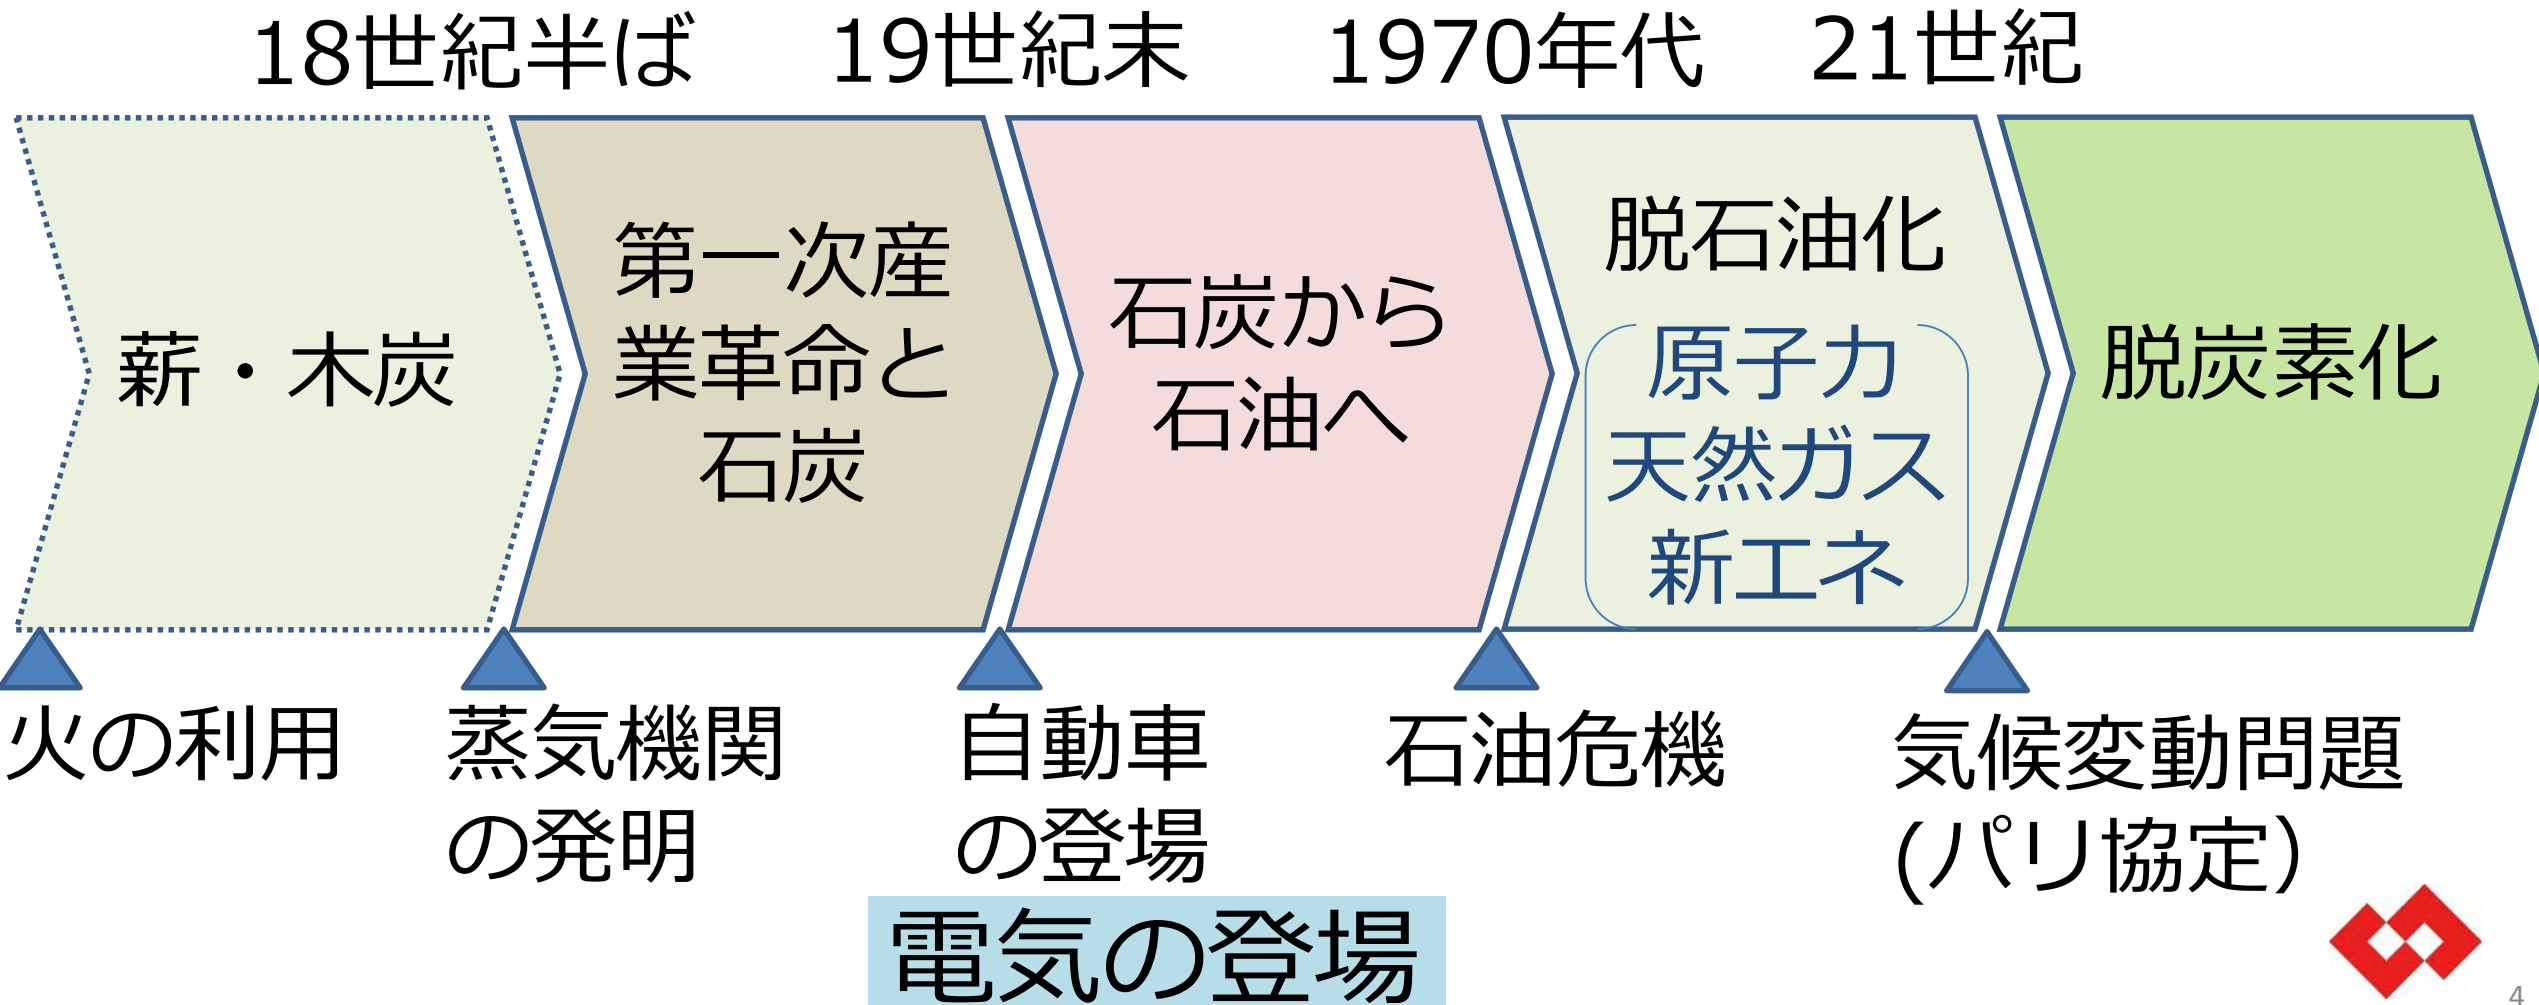 18世紀半ば
19世紀末
1970年代
21世紀
薪・木炭
第一次産
業革命と
石炭
石炭から
石油へ
脱石油化
原子力
天然ガス
新エネ
脱炭素化
火の利用
蒸気機関
の発明
自動車
の登場
電気の登場
石油危機
気候変動問題
(パリ協定）
4